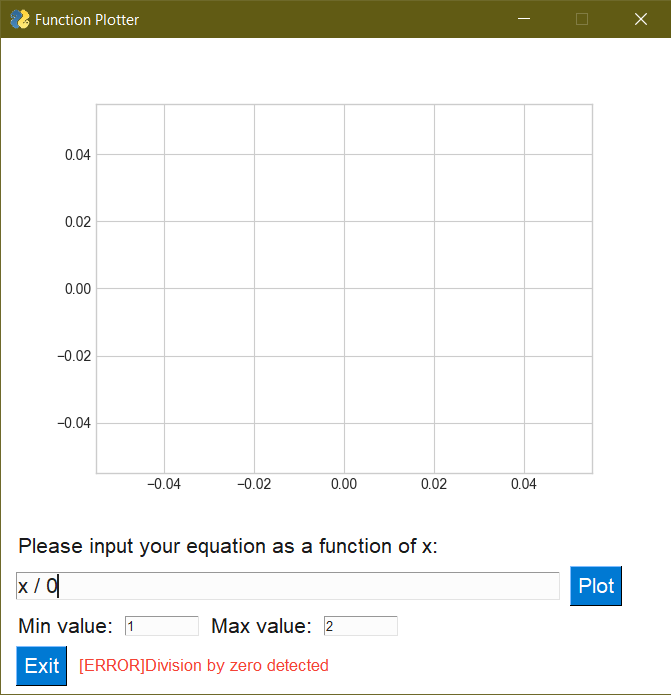 Function Plotter
0.04
0.02
0.00
−0.02
−0.04
−0.04 −0.02 0.00 0.02 0.04
Please input your equation as a function of x:
x / 0 Plot
Min value: 1 Max value: 2
Exit [ERROR]Division by zero detected